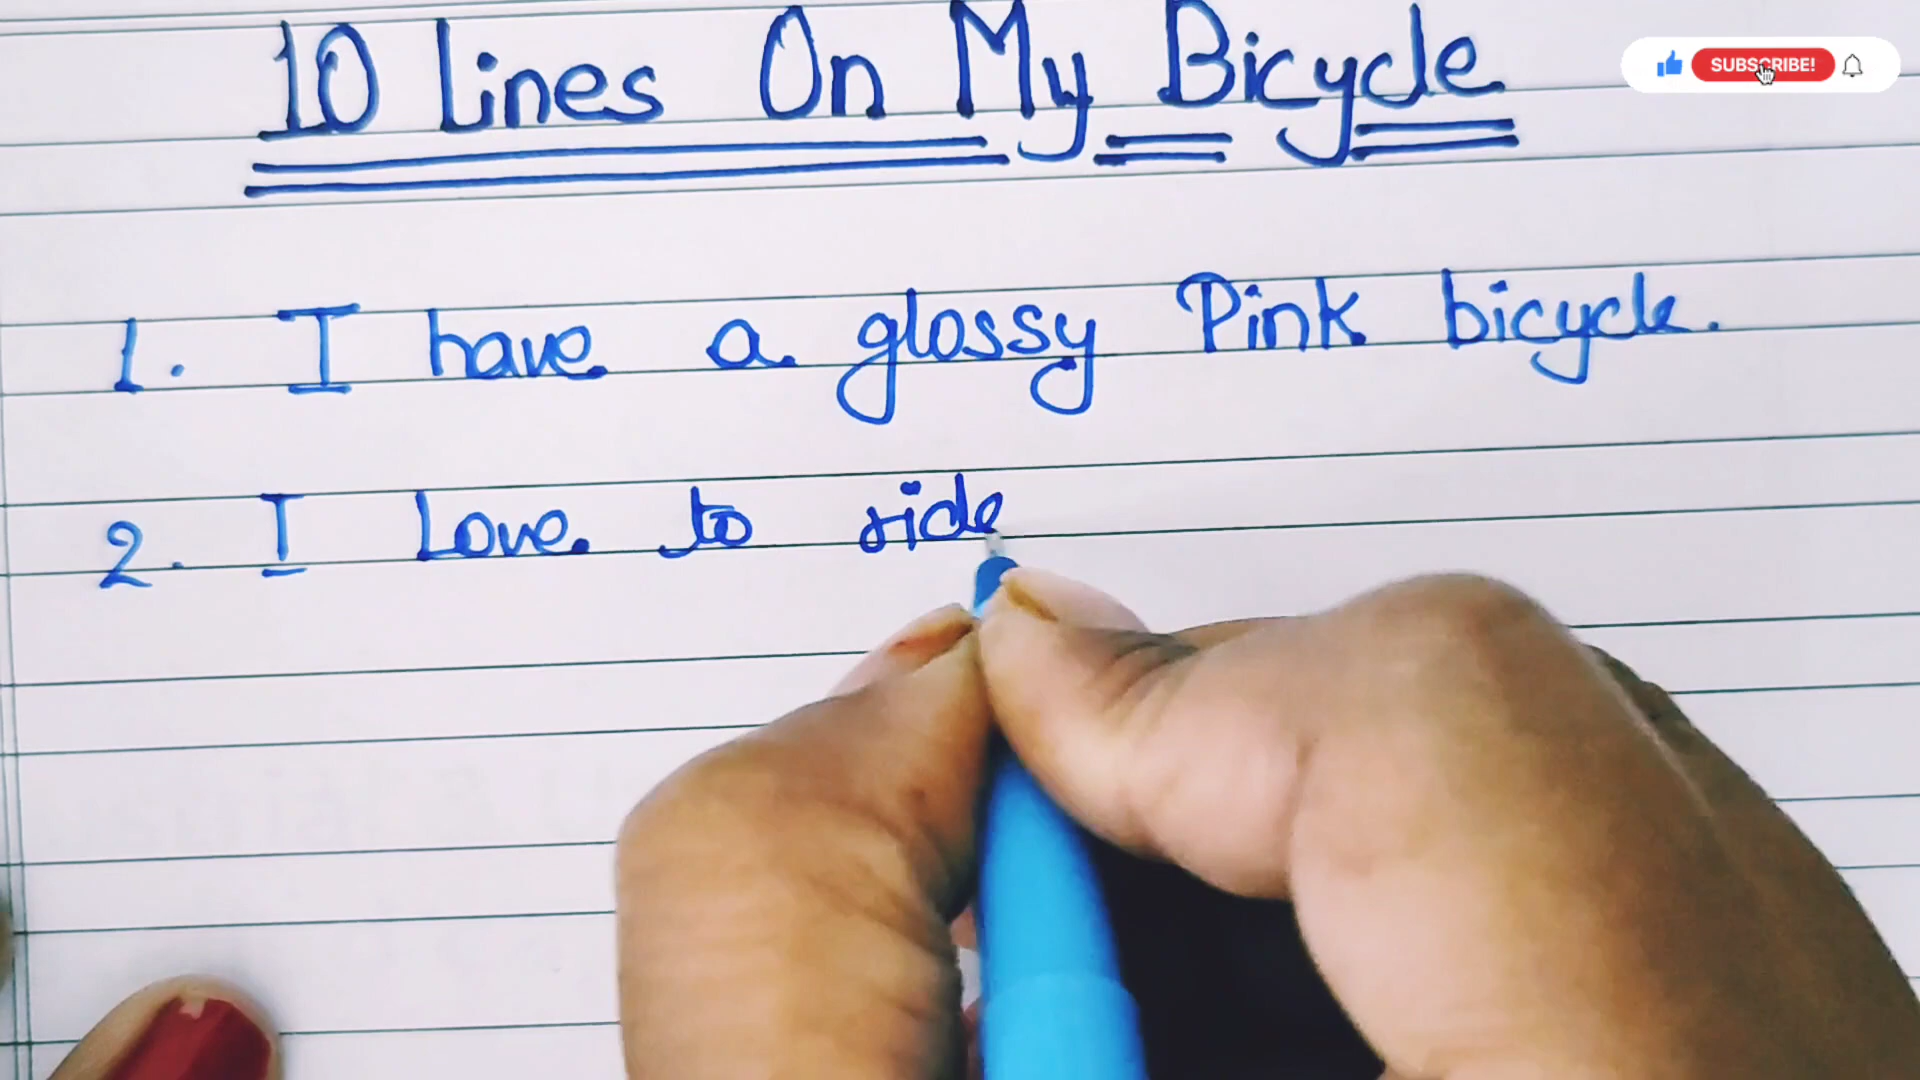 10 Lines On My Bicycle
SUBSCRIBE!
1. I have a glossy Pink bicycle.
2. I Love to ride